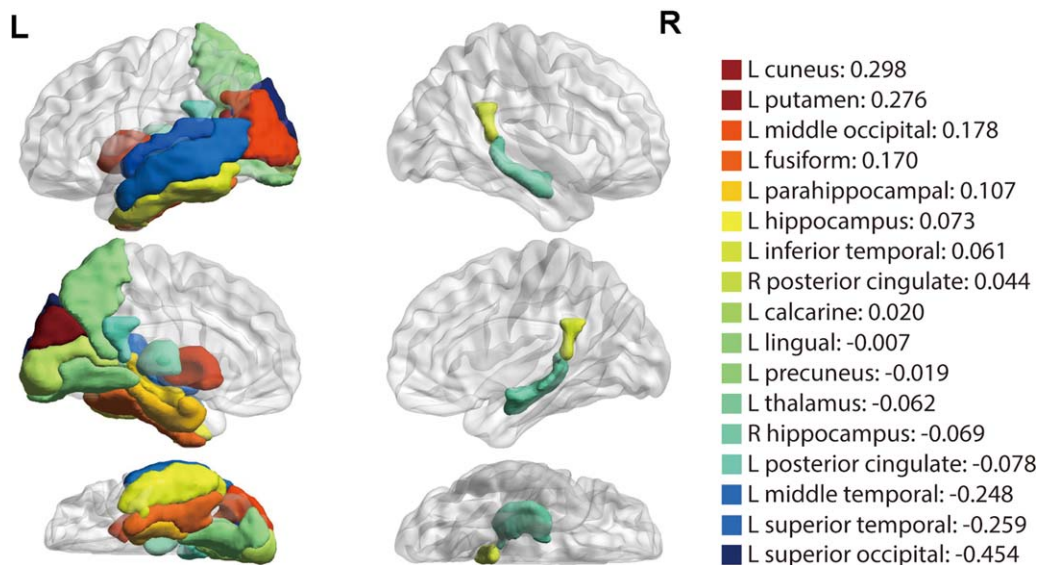 L
R
L cuneus: 0.298
L putamen: 0.276
L middle occipital: 0.178
L fusiform: 0.170
L parahippocampal: 0.107
L hippocampus: 0.073
L inferior temporal: 0.061
R posterior cingulate: 0.044
L calcarine: 0.020
L lingual: -0.007
L precuneus: -0.019
L thalamus: -0.062
R hippocampus: -0.069
L posterior cingulate: -0.078
L middle temporal: -0.248
L superior temporal: -0.259
L superior occipital: -0.454